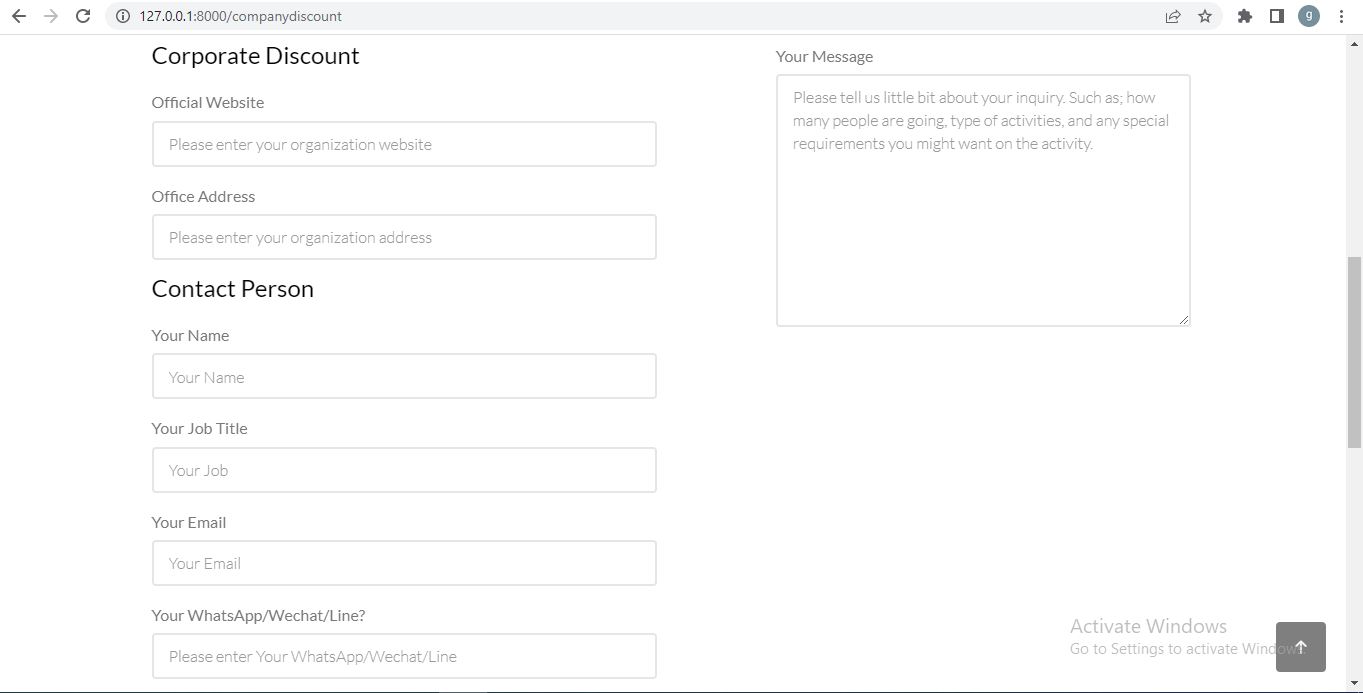 127.0.0.1:8000/companydiscount
g
Corporate Discount
Official Website
Please enter your organization website
Office Address
Please enter your organization address
Contact Person
Your Name
Your Name
Your Job Title
Your Job
Your Email
Your Email
Your WhatsApp/Wechat/Line?
Please enter Your WhatsApp/Wechat/Line
Your Message
Please tell us little bit about your inquiry. Such as; how
many people are going, type of activities, and any special
requirements you might want on the activity.
Activate Windows
Go to Settings to activate Windows.